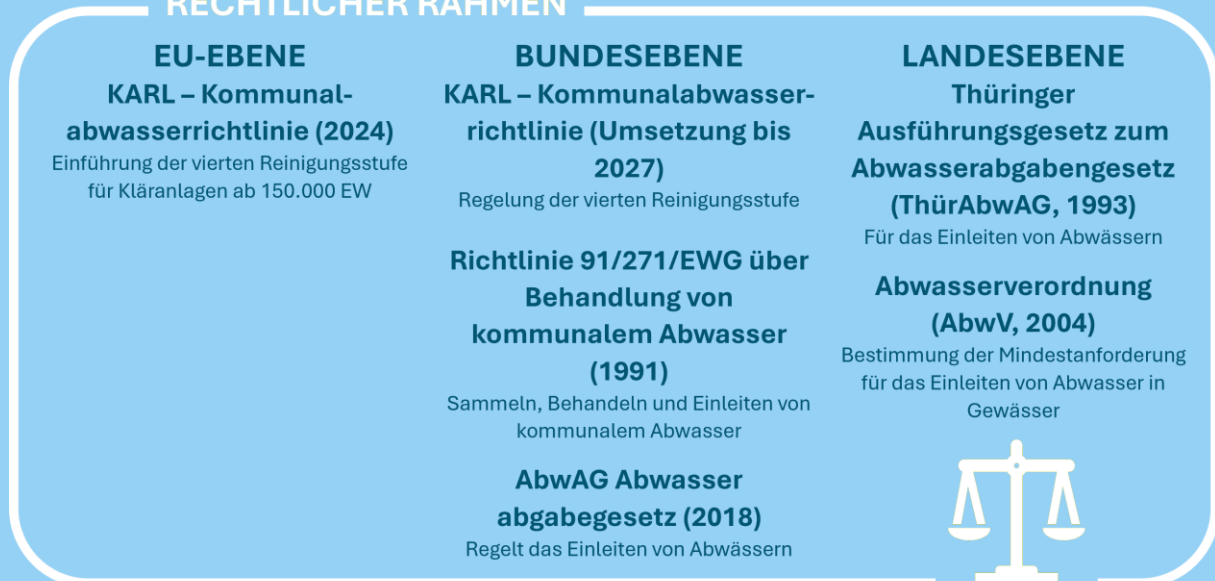 RECHTLICHER RAHMEN
EU-EBENE
KARL – Kommunal-
abwasserrichtlinie (2024)
Einführung der vierten Reinigungsstufe
für Kläranlagen ab 150.000 EW
BUNDESEBENE
KARL – Kommunalabwasser-
richtlinie (Umsetzung bis
2027)
Regelung der vierten Reinigungsstufe
Richtlinie 91/271/EWG über
Behandlung von
kommunalem Abwasser
(1991)
Sammeln, Behandeln und Einleiten von
kommunalem Abwasser
AbwAG Abwasser
abgabegesetz (2018)
Regelt das Einleiten von Abwässern
LANDESEBENE
Thüringer
Ausführungsgesetz zum
Abwasserabgabengesetz
(ThürAbwAG, 1993)
Für das Einleiten von Abwässern
Abwasserverordnung
(AbwV, 2004)
Bestimmung der Mindestanforderung
für das Einleiten von Abwasser in
Gewässer